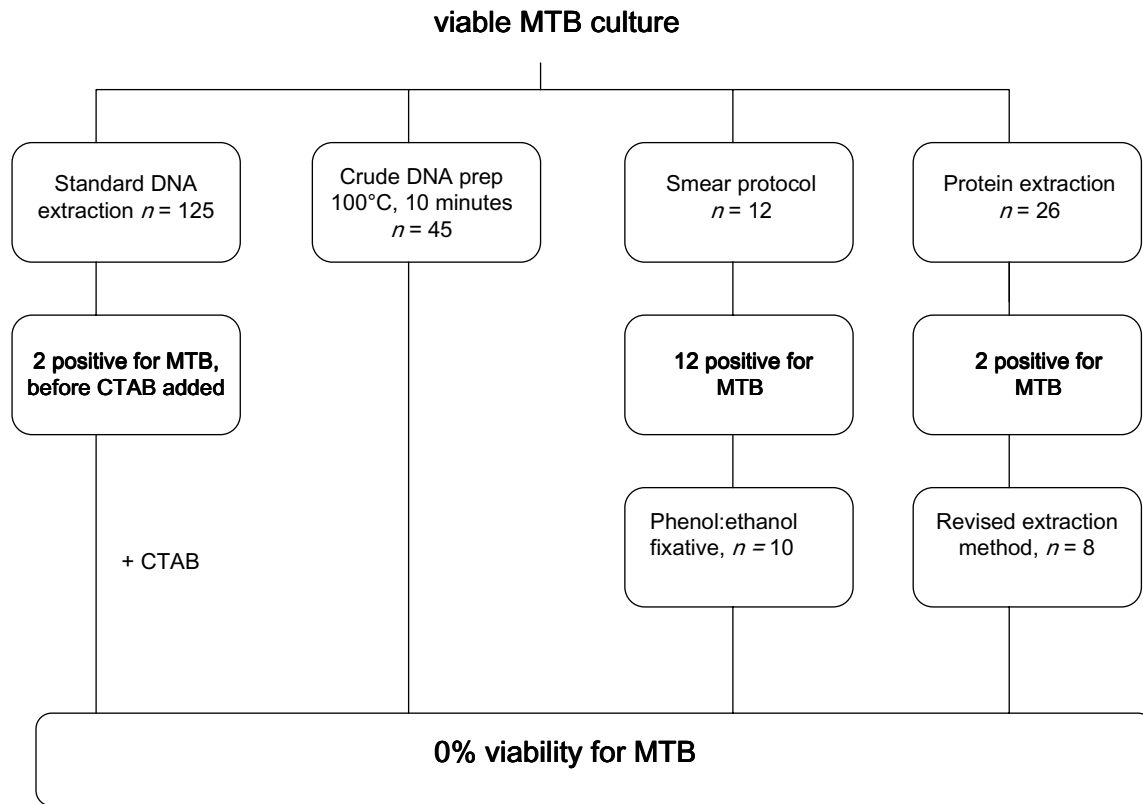 viable MTB culture
Standard DNA
extraction n = 125
Crude DNA prep
100°C, 10 minutes
n = 45
Smear protocol
n = 12
Protein extraction
n = 26
2 positive for MTB,
before CTAB added
12 positive for
MTB
2 positive for
MTB
+ CTAB
Phenol:ethanol
fixative, n = 10
Revised extraction
method, n = 8
0% viability for MTB